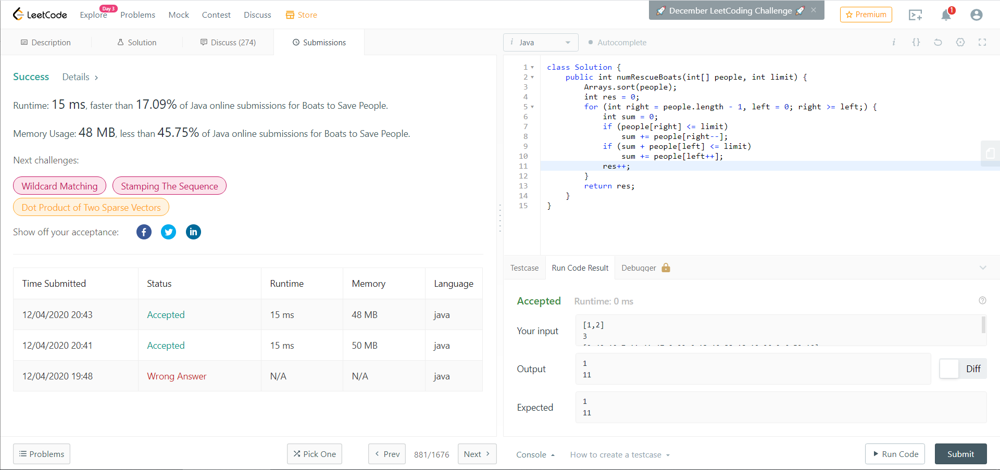 LeetCode
Explore
Day 3
Problems
Mock
Contest
Discuss
Store
🚀 December LeetCoding Challenge 🚀 ×
Premium
1
Description
Solution
Discuss (274)
Submissions
Success
Details >
Runtime: 15 ms, faster than 17.09% of Java online submissions for Boats to Save People.
Memory Usage: 48 MB, less than 45.75% of Java online submissions for Boats to Save People.
Next challenges:
Wildcard Matching
Stamping The Sequence
Dot Product of Two Sparse Vectors
Show off your acceptance:
Time Submitted Status Runtime Memory Language
12/04/2020 20:43 Accepted 15 ms 48 MB java
12/04/2020 20:41 Accepted 15 ms 50 MB java
12/04/2020 19:48 Wrong Answer N/A N/A java
Problems
Pick One
< Prev
881/1676
Next >
i Java
Autocomplete
i {}
1 class Solution {
2     public int numRescueBoats(int[] people, int limit) {
3         Arrays.sort(people);
4         int res = 0;
5         for (int right = people.length - 1, left = 0; right >= left;) {
6             int sum = 0;
7             if (people[right] <= limit)
8                 sum += people[right--];
9             if (sum + people[left] <= limit)
10                 sum += people[left++];
11             res++;
12         }
13         return res;
14     }
15 }
Testcase
Run Code Result
Debugger
Accepted
Runtime: 0 ms
Your input
[1,2]
3
Output
1
11
Diff
Expected
1
11
Console
How to create a testcase
Run Code
Submit